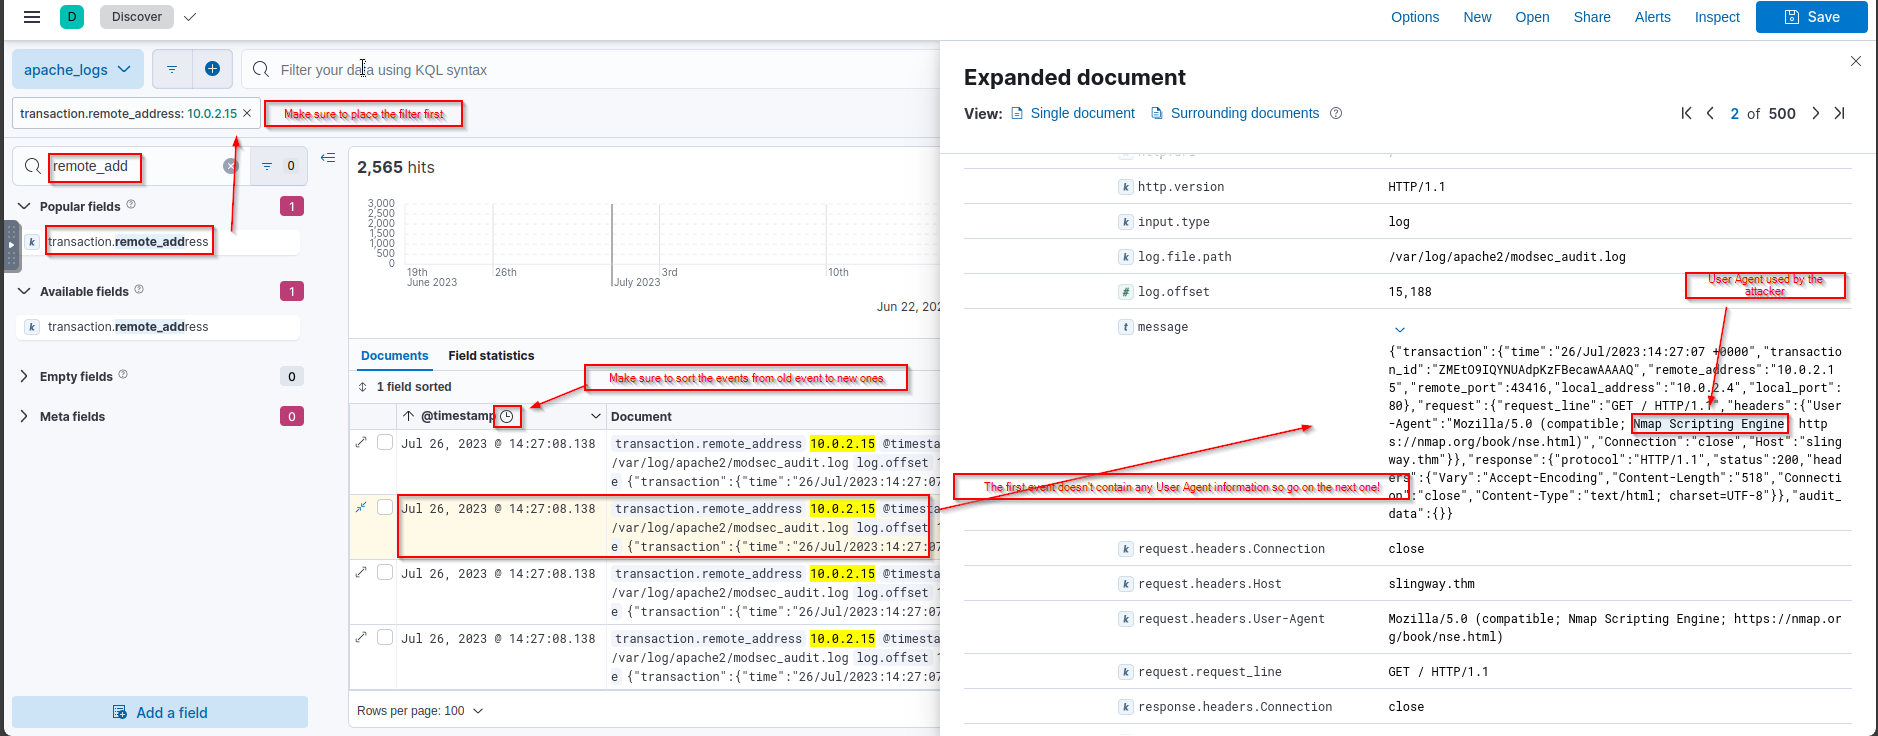 D
Discover
Options
New
Open
Share
Alerts
Inspect
Save
apache_logs
Filter your data using KQL syntax
transaction.remote_address: 10.0.2.15
Make sure to place the filter first
remote_add
0
Popular fields
1
transaction.remote_address
Available fields
1
transaction.remote_address
Empty fields
0
Meta fields
0
Add a field
2,565 hits
3,000
2,500
2,000
1,500
1,000
500
0
19th
June 2023
26th
July 2023
3rd
10th
Jun 22, 202
Documents
Field statistics
Make sure to sort the events from old event to new ones
1 field sorted
@timestamp
Document
Jul 26, 2023 @ 14:27:08.138
transaction.remote_address 10.0.2.15 @timesta
/var/log/apache2/modsec_audit.log log.offset 1
e {"transaction":{"time":"26/Jul/2023:14:27:07
Jul 26, 2023 @ 14:27:08.138
transaction.remote_address 10.0.2.15 @timesta
/var/log/apache2/modsec_audit.log log.offset
e {"transaction":{"time":"26/Jul/2023:14:27:07
Jul 26, 2023 @ 14:27:08.138
transaction.remote_address 10.0.2.15 @timesta
/var/log/apache2/modsec_audit.log log.offset
e {"transaction":{"time":"26/Jul/2023:14:27:07
Jul 26, 2023 @ 14:27:08.138
transaction.remote_address 10.0.2.15 @timesta
/var/log/apache2/modsec_audit.log log.offset
e {"transaction":{"time":"26/Jul/2023:14:27:07
Rows per page: 100
Expanded document
View:
Single document
Surrounding documents
2 of 500
k http.version
HTTP/1.1
k input.type
log
k log.file.path
/var/log/apache2/modsec_audit.log
# log.offset
15,188
User Agent used by the
attacker
t message
{"transaction":{"time":"26/Jul/2023:14:27:07 +0000","transactio
n_id":"ZMEtO9IQYNUAdpKzFBecawAAAAQ","remote_address":"10.0.2.1
5","remote_port":43416,"local_address":"10.0.2.4","local_port":
80},"request":{"request_line":"GET / HTTP/1.1","headers":{"User
-Agent":"Mozilla/5.0 (compatible; Nmap Scripting Engine http
s://nmap.org/book/nse.html)","Connection":"close","Host":"sling
way.thm"}},"response":{"protocol":"HTTP/1.1","status":200,"head
ers":{"Vary":"Accept-Encoding","Content-Length":"518","Connecti
on":"close","Content-Type":"text/html; charset=UTF-8"}},"audit_
data":{}}
The first event doesn't contain any User Agent information so go on the next one!
k request.headers.Connection
close
k request.headers.Host
slingway.thm
k request.headers.User-Agent
Mozilla/5.0 (compatible; Nmap Scripting Engine; https://nmap.or
g/book/nse.html)
k request.request_line
GET / HTTP/1.1
k response.headers.Connection
close